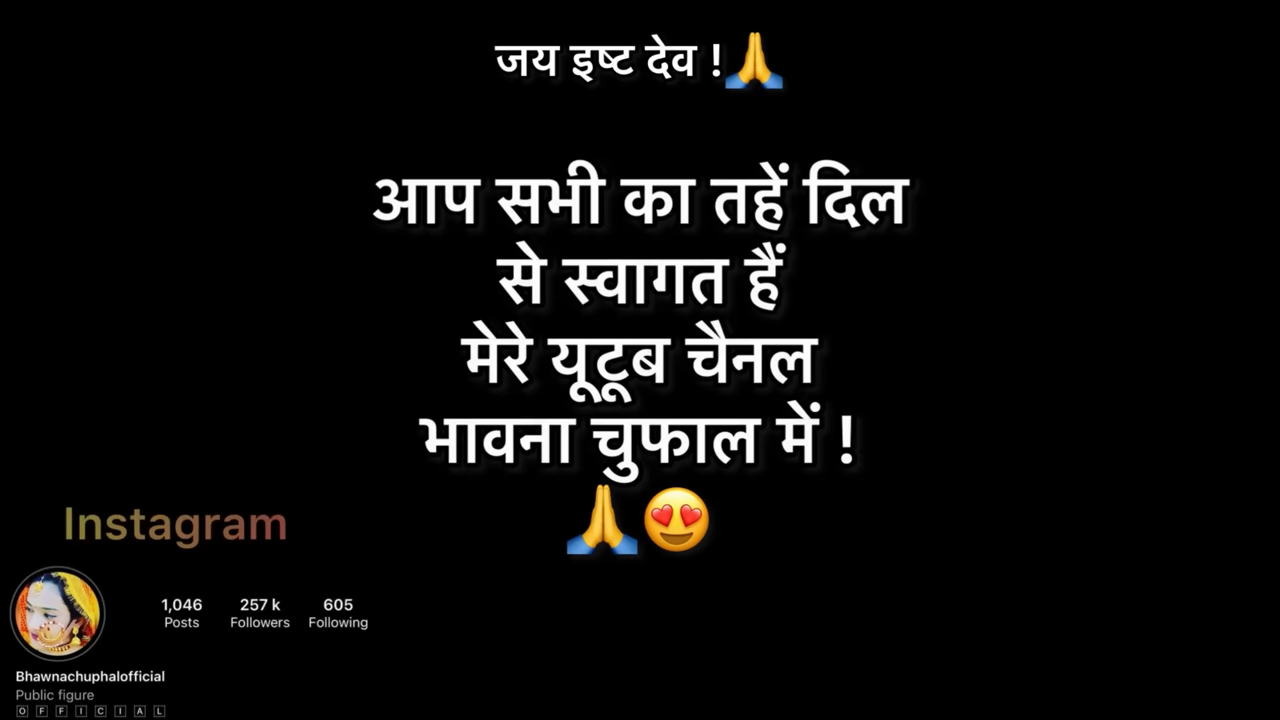 जय इष्ट देव !🙏
आप सभी का तहें दिल
से स्वागत हैं
मेरे यूटूब चैनल
भावना चुफाल में !
🙏😍
Instagram
1,046 257 k 605
Posts Followers Following
Bhawnachuphalofficial
Public figure
🄾 🄵 🄵 🄸 🄲 🄸 🄰 🄻